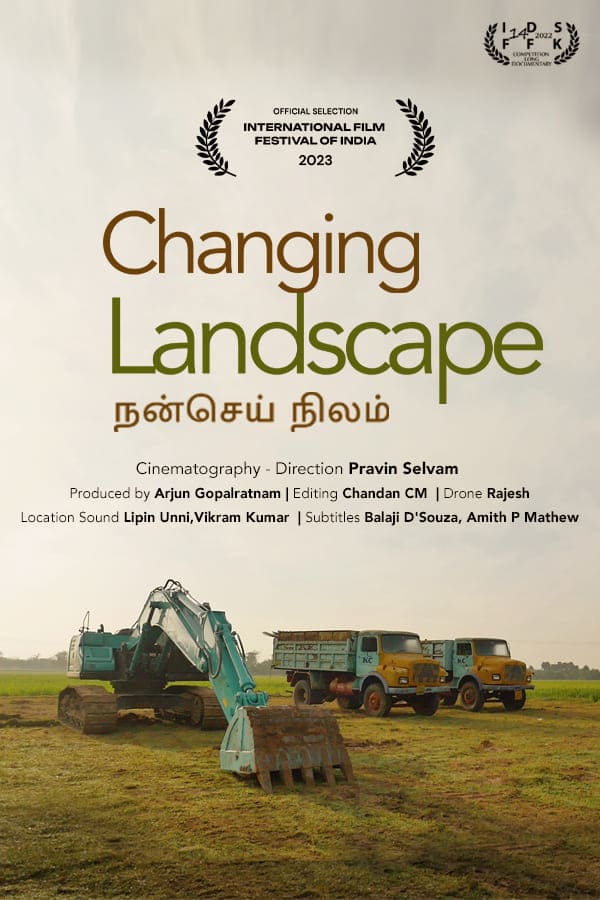 I D S
14 2022
F F K
COMPETITION
LONG
DOCUMENTARY
OFFICIAL SELECTION
INTERNATIONAL FILM
FESTIVAL OF INDIA
2023
Changing
Landscape
நன்செய் நிலம்
Cinematography - Direction Pravin Selvam
Produced by Arjun Gopalratnam | Editing Chandan CM | Drone Rajesh
Location Sound Lipin Unni,Vikram Kumar | Subtitles Balaji D'Souza, Amith P Mathew